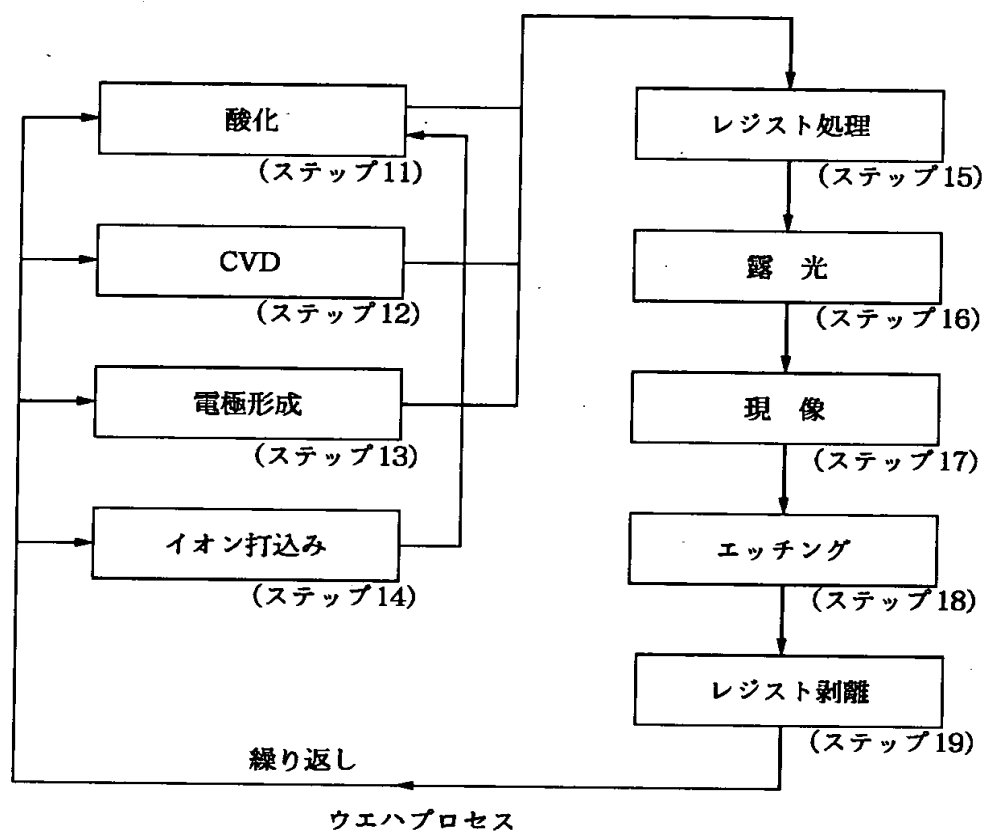 酸化
(ステップ11)
CVD
(ステップ12)
電極形成
(ステップ13)
イオン打込み
(ステップ14)
レジスト処理
(ステップ15)
露 光
(ステップ16)
現 像
(ステップ17)
エッチング
(ステップ18)
レジスト剥離
(ステップ19)
繰り返し
ウエハプロセス